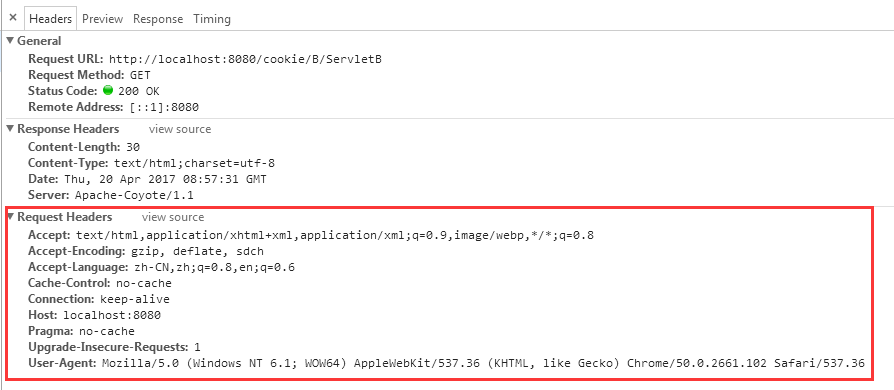 × Headers Preview Response Timing
▼ General
Request URL: http://localhost:8080/cookie/B/ServletB
Request Method: GET
Status Code: 200 OK
Remote Address: [::1]:8080
▼ Response Headers view source
Content-Length: 30
Content-Type: text/html;charset=utf-8
Date: Thu, 20 Apr 2017 08:57:31 GMT
Server: Apache-Coyote/1.1
▼ Request Headers view source
Accept: text/html,application/xhtml+xml,application/xml;q=0.9,image/webp,*/*;q=0.8
Accept-Encoding: gzip, deflate, sdch
Accept-Language: zh-CN,zh;q=0.8,en;q=0.6
Cache-Control: no-cache
Connection: keep-alive
Host: localhost:8080
Pragma: no-cache
Upgrade-Insecure-Requests: 1
User-Agent: Mozilla/5.0 (Windows NT 6.1; WOW64) AppleWebKit/537.36 (KHTML, like Gecko) Chrome/50.0.2661.102 Safari/537.36